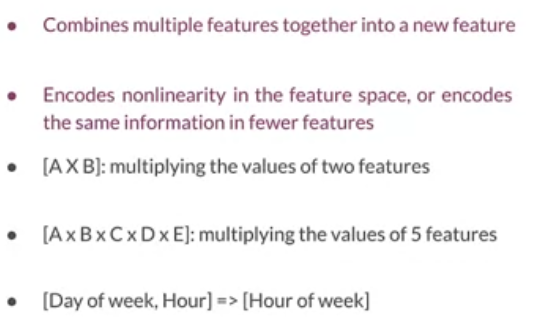 • Combines multiple features together into a new feature
• Encodes nonlinearity in the feature space, or encodes
the same information in fewer features
• [A X B]: multiplying the values of two features
• [A x B x C x D x E]: multiplying the values of 5 features
• [Day of week, Hour] => [Hour of week]